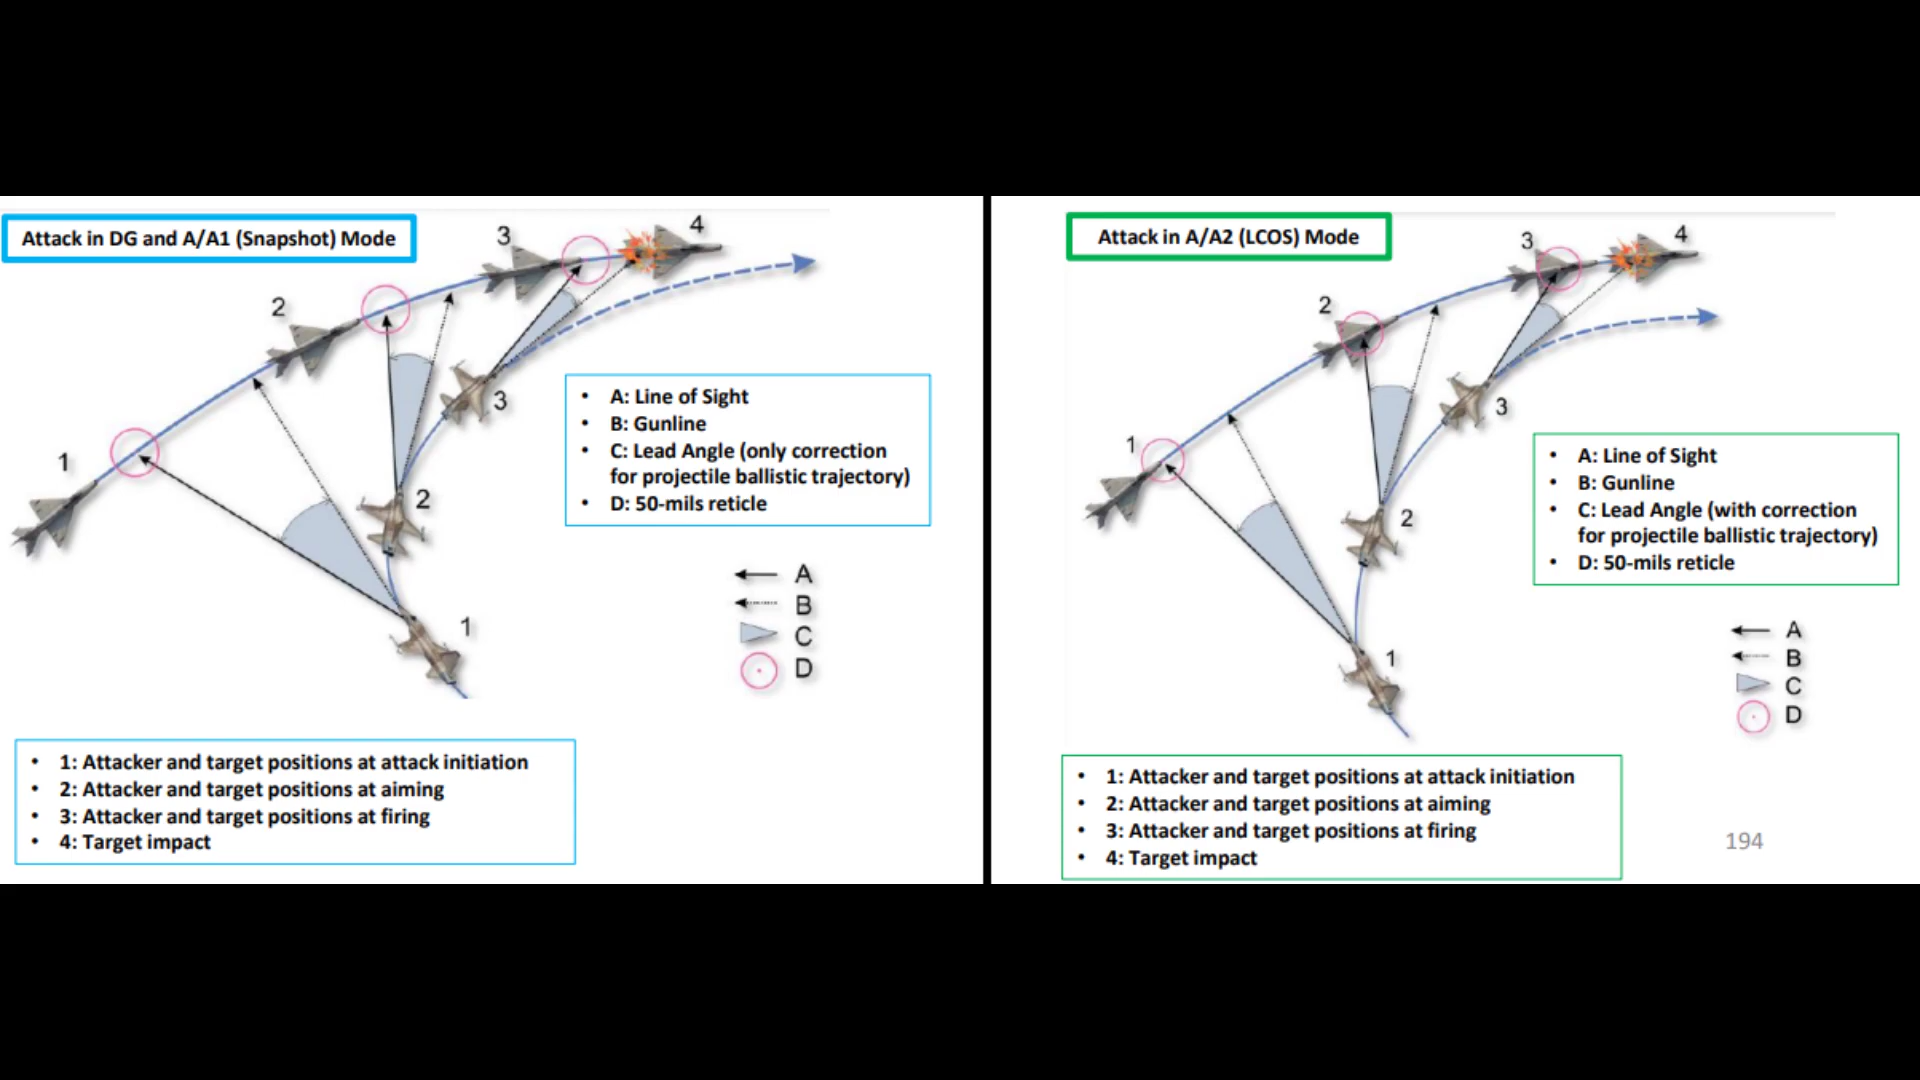 Attack in DG and A/A1 (Snapshot) Mode
3
4
2
1
3
2
1
• A: Line of Sight
• B: Gunline
• C: Lead Angle (only correction
for projectile ballistic trajectory)
• D: 50-mils reticle
A
B
C
D
• 1: Attacker and target positions at attack initiation
• 2: Attacker and target positions at aiming
• 3: Attacker and target positions at firing
• 4: Target impact
Attack in A/A2 (LCOS) Mode
3
4
2
1
3
2
1
• A: Line of Sight
• B: Gunline
• C: Lead Angle (with correction
for projectile ballistic trajectory)
• D: 50-mils reticle
A
B
C
D
• 1: Attacker and target positions at attack initiation
• 2: Attacker and target positions at aiming
• 3: Attacker and target positions at firing
• 4: Target impact
194